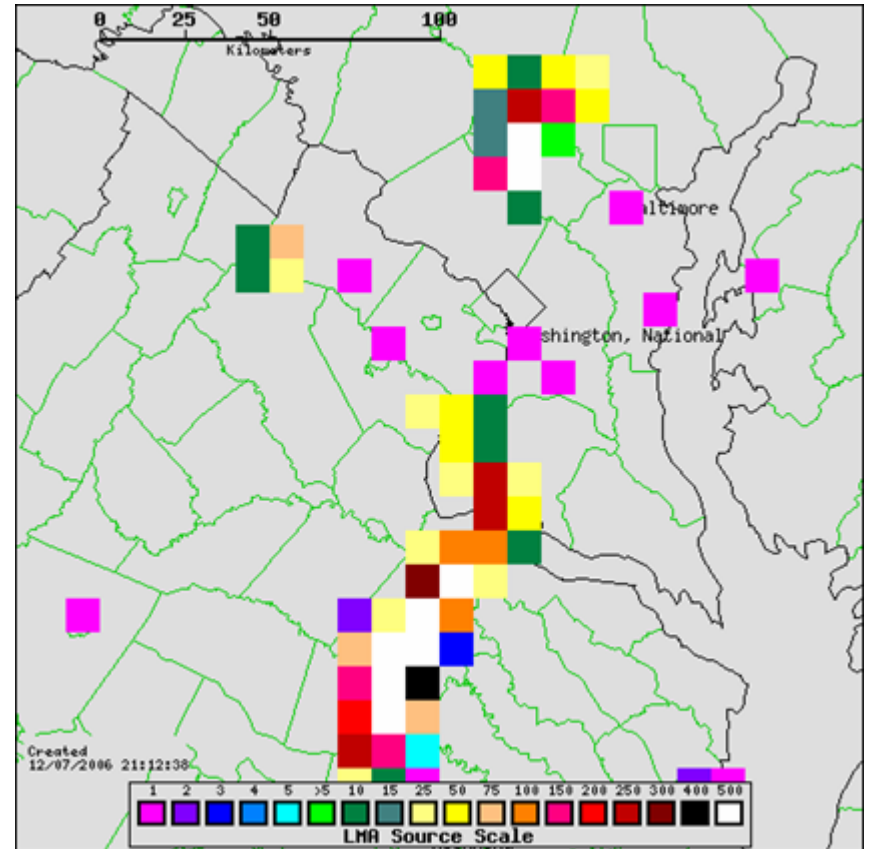 0 25 50 100
Kilometers
altimore
shington, National
Created
12/07/2006 21:12:38
1 2 3 4 5 >5 10 15 25 50 75 100 150 200 250 300 400 500
LMA Source Scale